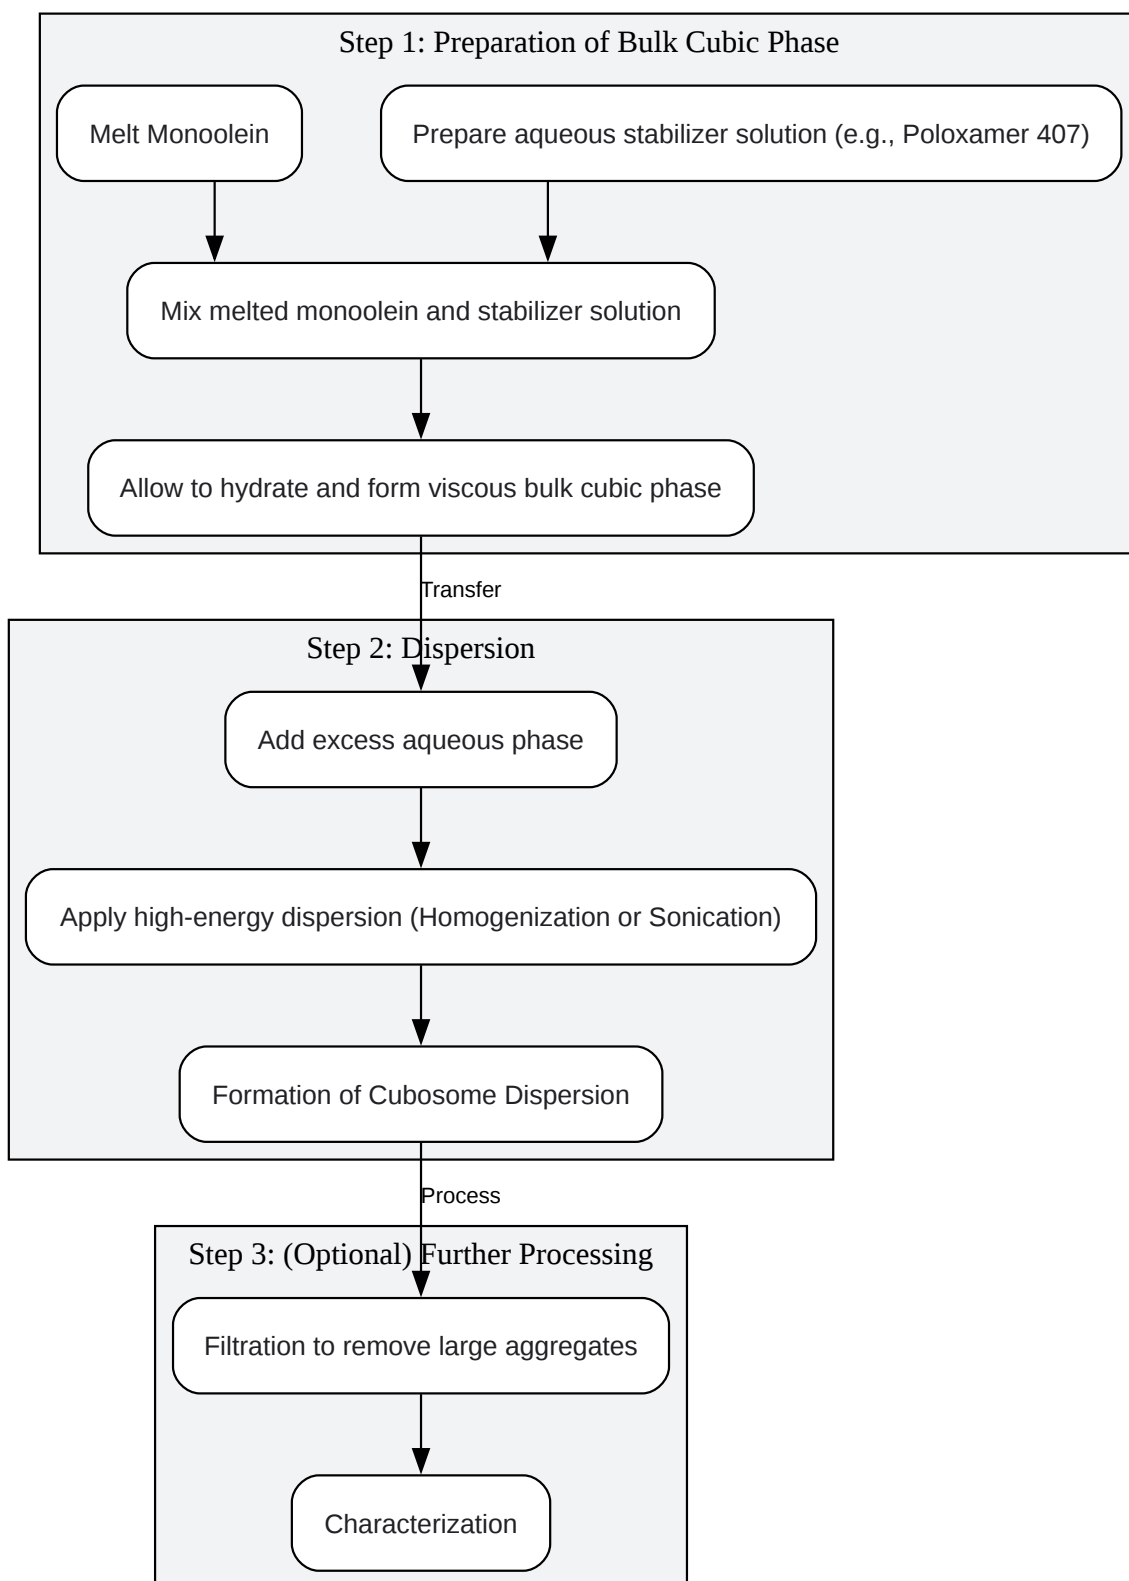 Step 1: Preparation of Bulk Cubic Phase
Melt Monoolein
Prepare aqueous stabilizer solution (e.g., Poloxamer 407)
Mix melted monoolein and stabilizer solution
Allow to hydrate and form viscous bulk cubic phase
Transfer
Step 2: Dispersion
Add excess aqueous phase
Apply high-energy dispersion (Homogenization or Sonication)
Formation of Cubosome Dispersion
Process
Step 3: (Optional) Further Processing
Filtration to remove large aggregates
Characterization